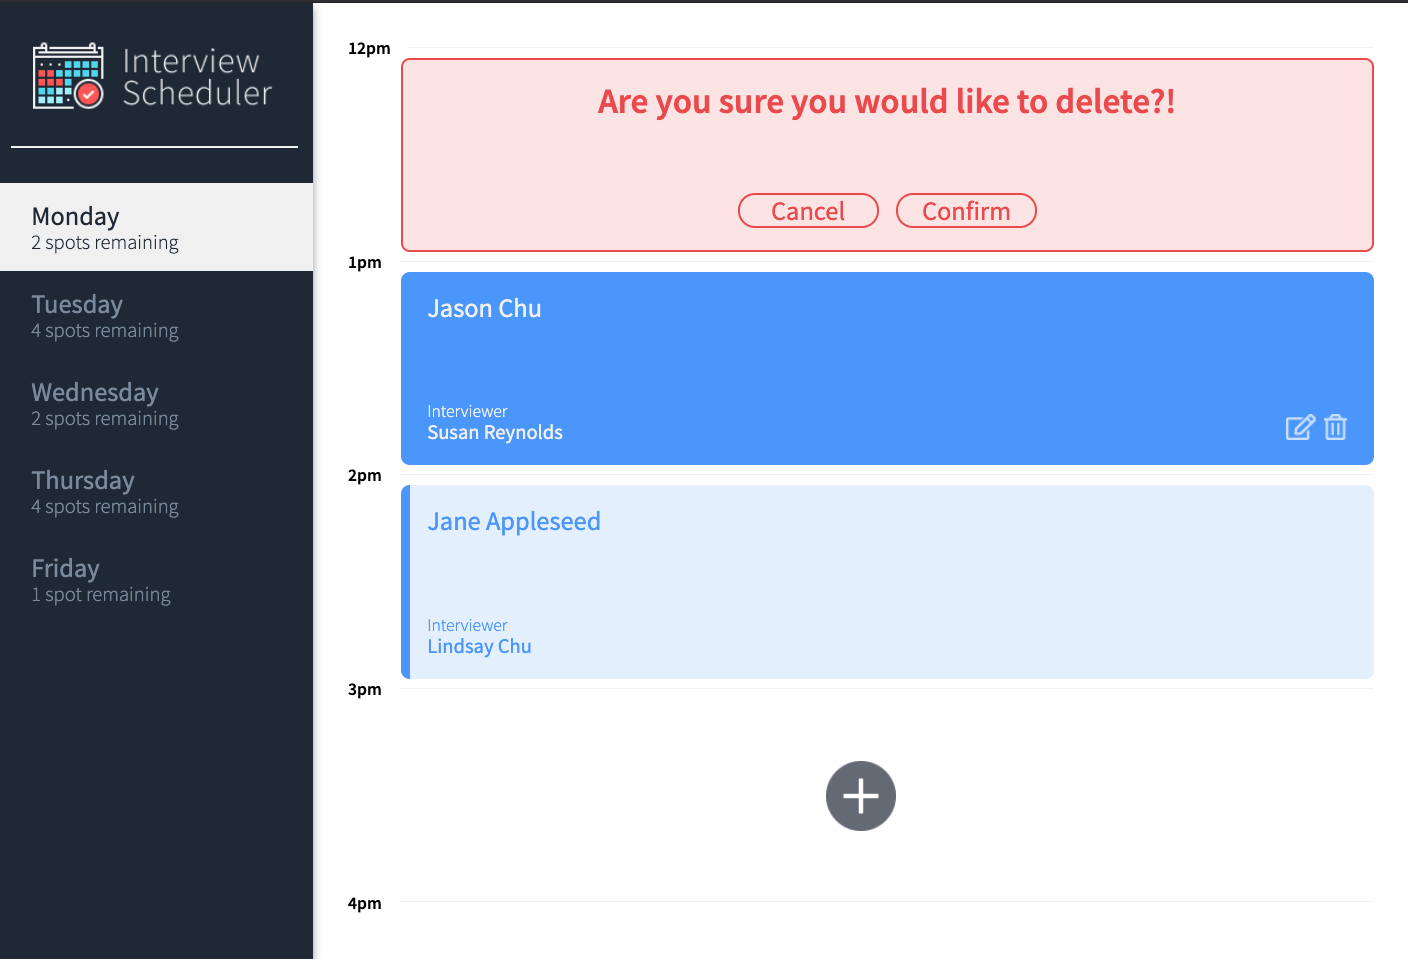 Interview
Scheduler
Monday
2 spots remaining
Tuesday
4 spots remaining
Wednesday
2 spots remaining
Thursday
4 spots remaining
Friday
1 spot remaining
12pm
Are you sure you would like to delete?!
Cancel Confirm
1pm
Jason Chu
Interviewer
Susan Reynolds
2pm
Jane Appleseed
Interviewer
Lindsay Chu
3pm
4pm